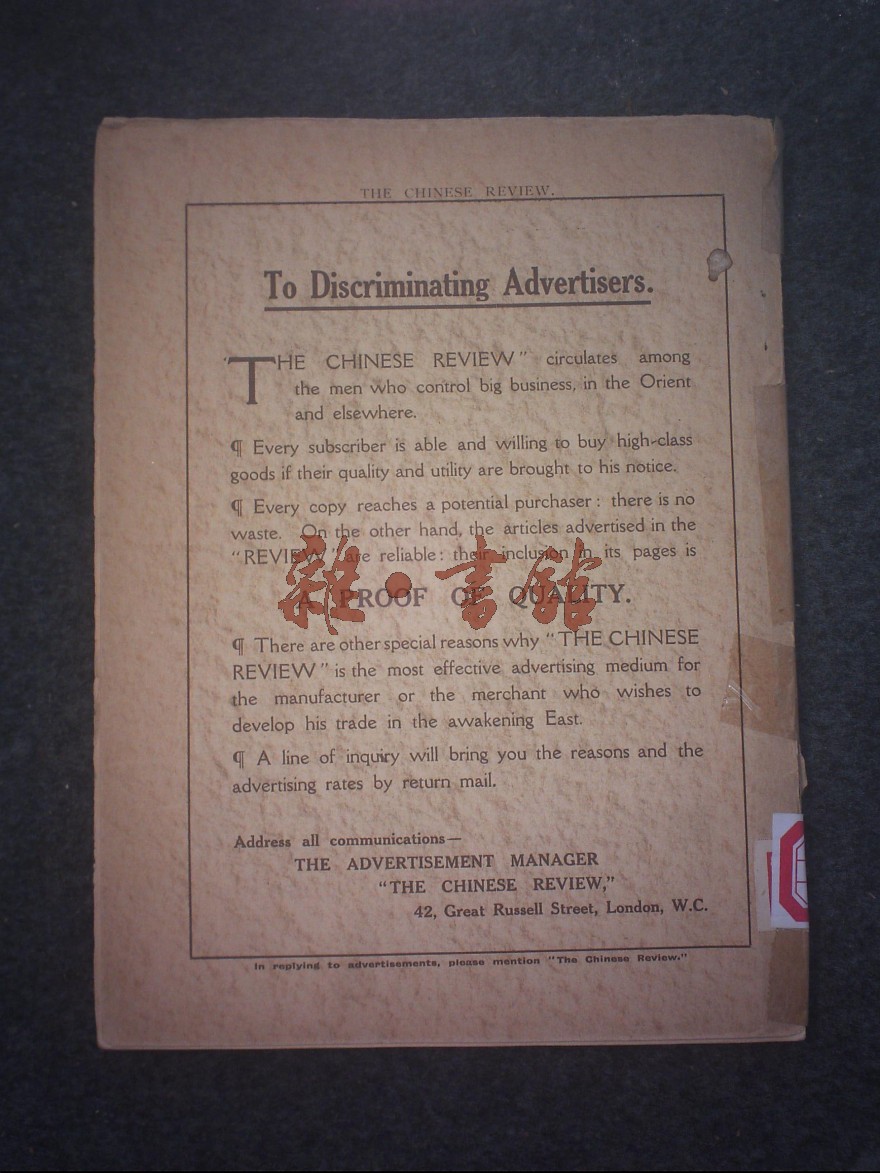 THE CHINESE REVIEW.
To Discriminating Advertisers.
"THE CHINESE REVIEW" circulates among
the men who control big business, in the Orient
and elsewhere.
¶ Every subscriber is able and willing to buy high-class
goods if their quality and utility are brought to his notice.
¶ Every copy reaches a potential purchaser: there is no
waste. On the other hand, the articles advertised in the
"REVIEW" are reliable: their inclusion in its pages is
A PROOF OF QUALITY.
雜·書館
¶ There are other special reasons why "THE CHINESE
REVIEW" is the most effective advertising medium for
the manufacturer or the merchant who wishes to
develop his trade in the awakening East.
¶ A line of inquiry will bring you the reasons and the
advertising rates by return mail.
Address all communications—
THE ADVERTISEMENT MANAGER
"THE CHINESE REVIEW,"
42, Great Russell Street, London, W.C.
In replying to advertisements, please mention "The Chinese Review."